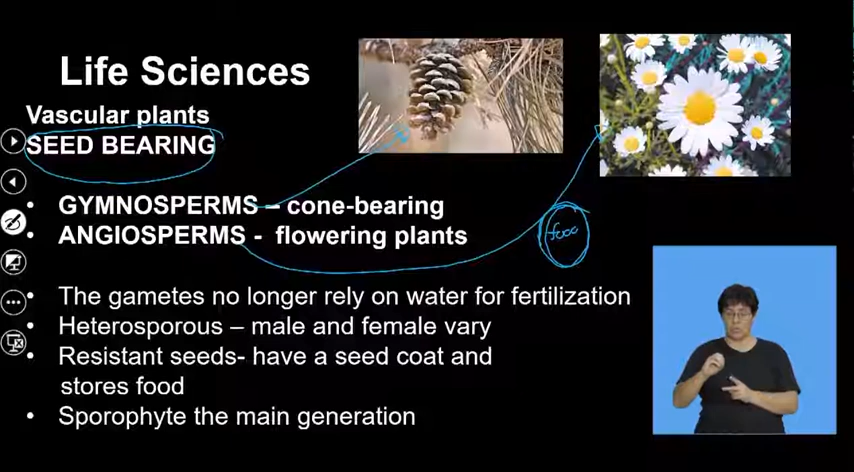 Life Sciences
Vascular plants
SEED BEARING
• GYMNOSPERMS – cone-bearing
• ANGIOSPERMS - flowering plants
• The gametes no longer rely on water for fertilization
• Heterosporous – male and female vary
• Resistant seeds- have a seed coat and
stores food
• Sporophyte the main generation